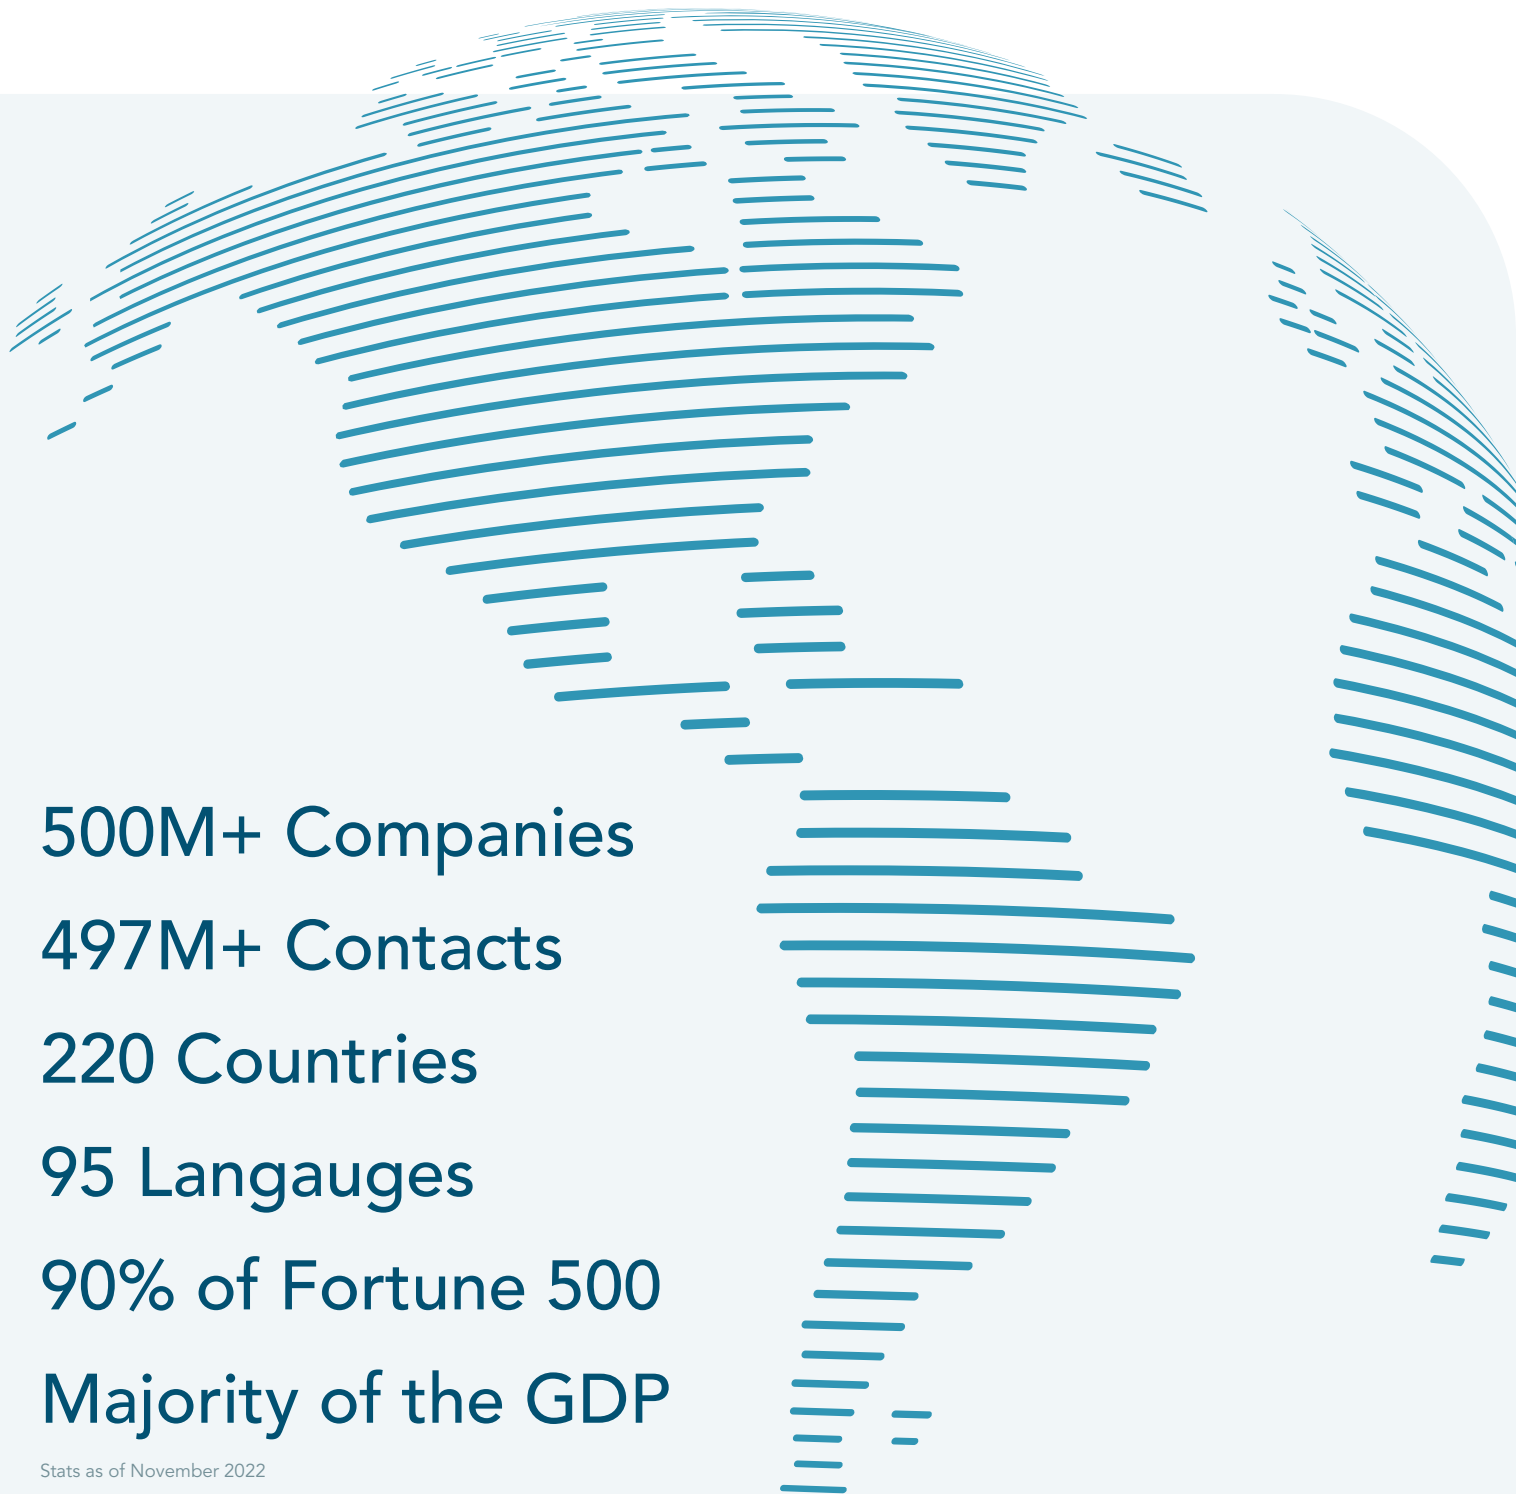 500M+ Companies
497M+ Contacts
220 Countries
95 Langauges
90% of Fortune 500
Majority of the GDP
Stats as of November 2022